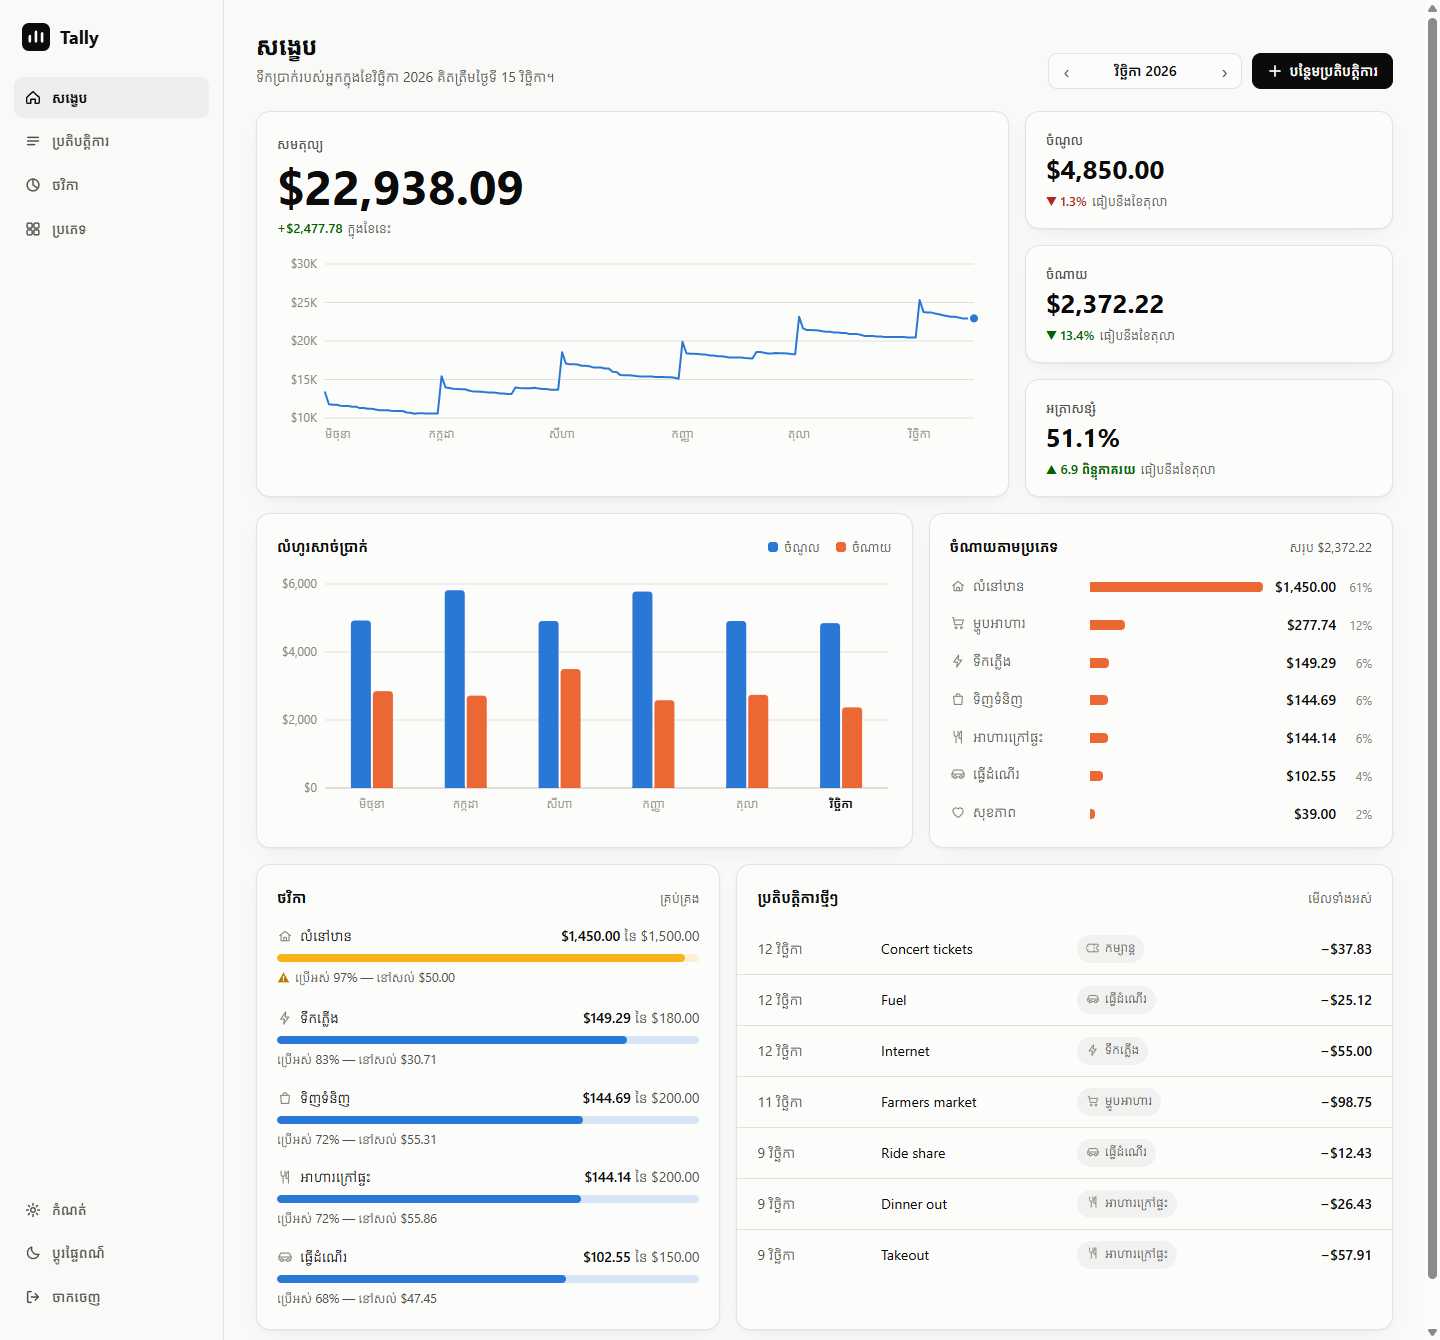 Tally
សង្ខេប
ប្រតិបត្តិការ
ថវិកា
ប្រភេទ
កំណត់
ប្ដូរផ្ទៃពណ៌
ចាកចេញ
សង្ខេប
ទឹកប្រាក់របស់អ្នកក្នុងខែវិច្ឆិកា 2026 គិតត្រឹមថ្ងៃទី 15 វិច្ឆិកា។
‹ វិច្ឆិកា 2026 ›
+ បន្ថែមប្រតិបត្តិការ
សមតុល្យ
$22,938.09
+$2,477.78 ក្នុងខែនេះ
$30K
$25K
$20K
$15K
$10K
មិថុនា កក្កដា សីហា កញ្ញា តុលា វិច្ឆិកា
ចំណូល
$4,850.00
▼ 1.3% ធៀបនឹងខែតុលា
ចំណាយ
$2,372.22
▼ 13.4% ធៀបនឹងខែតុលា
អត្រាសន្សំ
51.1%
▲ 6.9 ពិន្ទុភាគរយ ធៀបនឹងខែតុលា
លំហូរសាច់ប្រាក់
ចំណូល ចំណាយ
$6,000
$4,000
$2,000
$0
មិថុនា កក្កដា សីហា កញ្ញា តុលា វិច្ឆិកា
ចំណាយតាមប្រភេទ
សរុប $2,372.22
លំនៅឋាន $1,450.00 61%
ម្ហូបអាហារ $277.74 12%
ទឹកភ្លើង $149.29 6%
ទិញទំនិញ $144.69 6%
អាហារក្រៅផ្ទះ $144.14 6%
ធ្វើដំណើរ $102.55 4%
សុខភាព $39.00 2%
ថវិកា
គ្រប់គ្រង
លំនៅឋាន $1,450.00 នៃ $1,500.00
ប្រើអស់ 97% — នៅសល់ $50.00
ទឹកភ្លើង $149.29 នៃ $180.00
ប្រើអស់ 83% — នៅសល់ $30.71
ទិញទំនិញ $144.69 នៃ $200.00
ប្រើអស់ 72% — នៅសល់ $55.31
អាហារក្រៅផ្ទះ $144.14 នៃ $200.00
ប្រើអស់ 72% — នៅសល់ $55.86
ធ្វើដំណើរ $102.55 នៃ $150.00
ប្រើអស់ 68% — នៅសល់ $47.45
ប្រតិបត្តិការថ្មីៗ
មើលទាំងអស់
12 វិច្ឆិកា Concert tickets កម្សាន្ត −$37.83
12 វិច្ឆិកា Fuel ធ្វើដំណើរ −$25.12
12 វិច្ឆិកា Internet ទឹកភ្លើង −$55.00
11 វិច្ឆិកា Farmers market ម្ហូបអាហារ −$98.75
9 វិច្ឆិកា Ride share ធ្វើដំណើរ −$12.43
9 វិច្ឆិកា Dinner out អាហារក្រៅផ្ទះ −$26.43
9 វិច្ឆិកា Takeout អាហារក្រៅផ្ទះ −$57.91